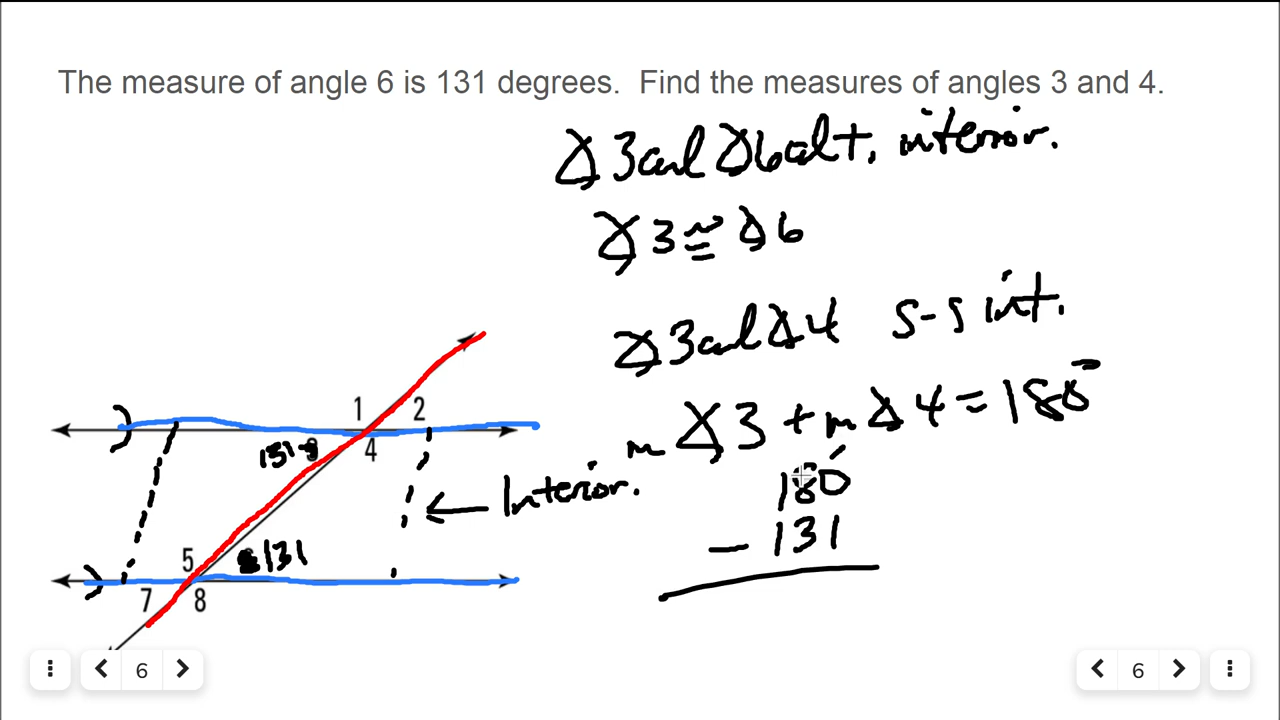 The measure of angle 6 is 131 degrees. Find the measures of angles 3 and 4.
∠3 and ∠6 alt. interior.
∠3 ≅ ∠6
∠3 and ∠4 s-s int.
m∠3 + m∠4 = 180°
180
- 131
1 2
131 3
4
Interior.
5
131
7 8
6
6